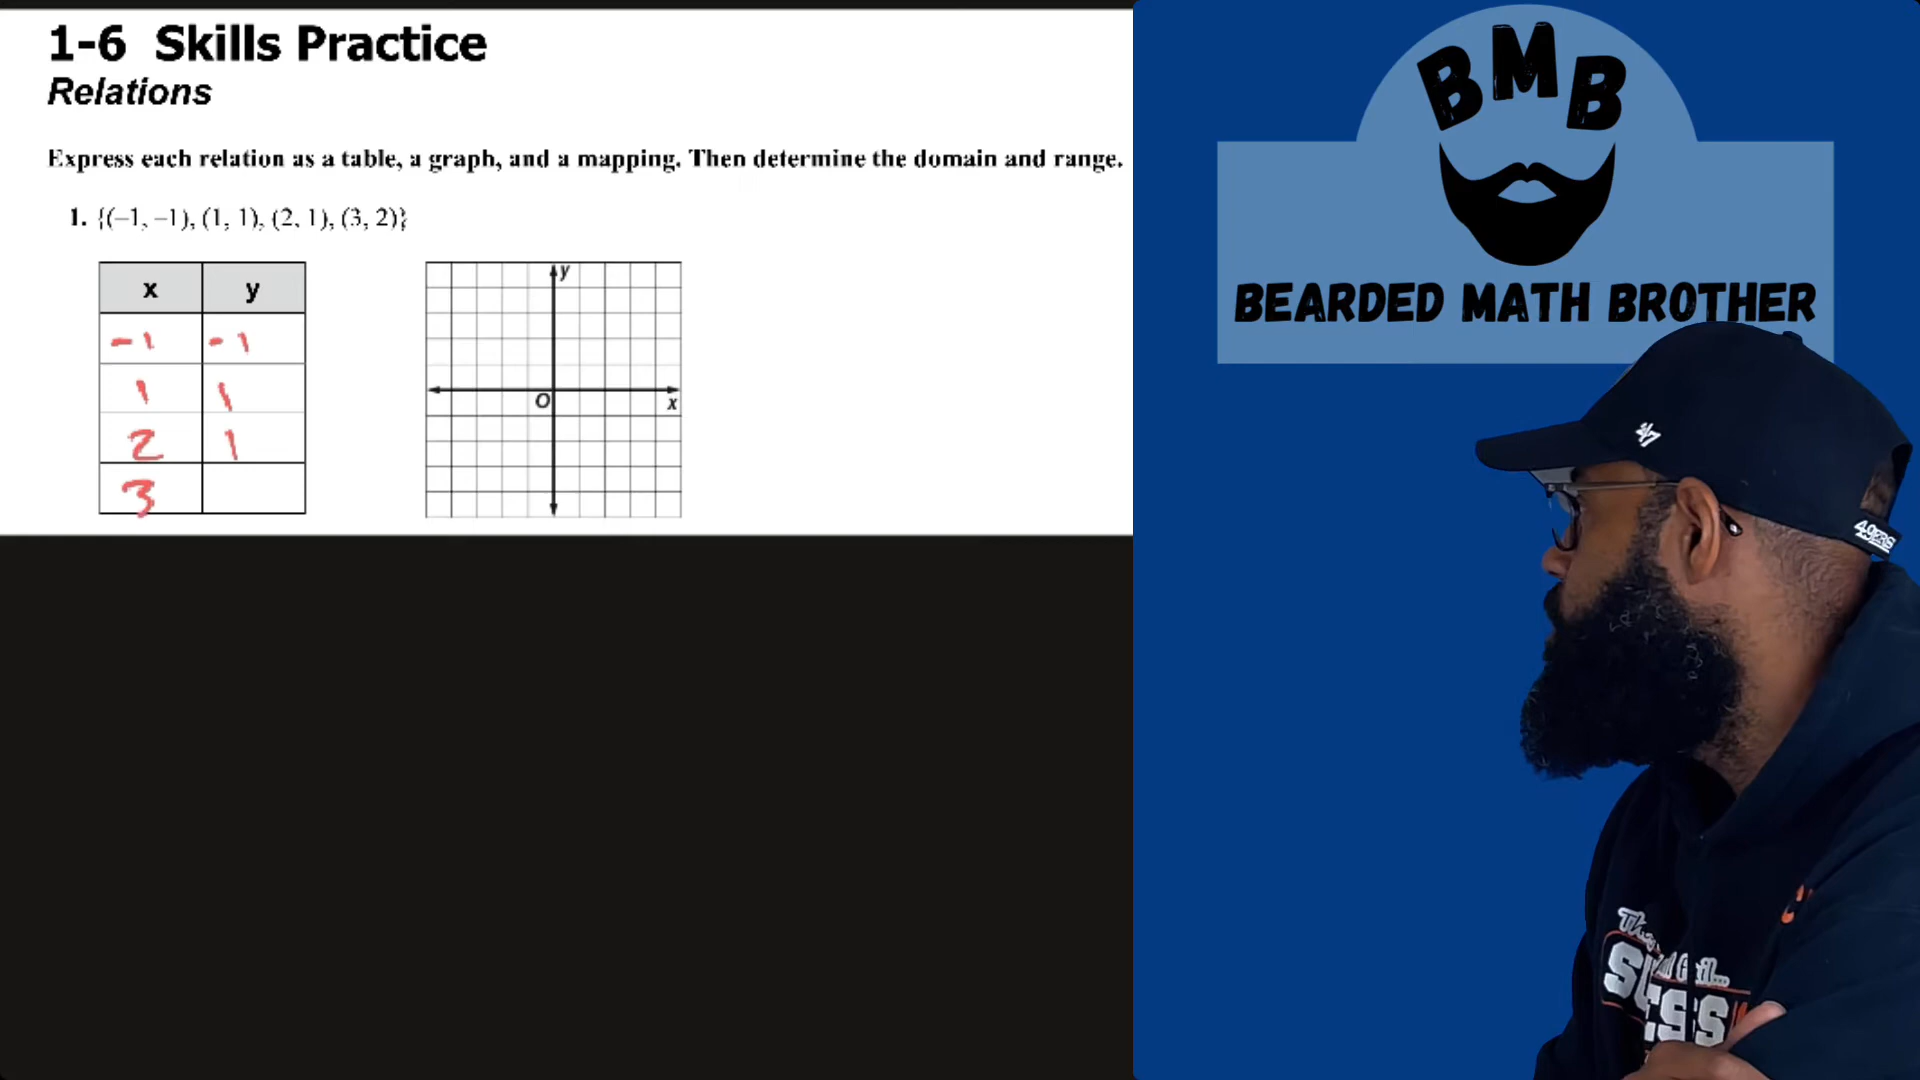 1-6 Skills Practice
Relations
Express each relation as a table, a graph, and a mapping. Then determine the domain and range.
1. {(–1, –1), (1, 1), (2, 1), (3, 2)}
x y
-1 -1
1 1
2 1
3
y
O
x
BMB
BEARDED MATH BROTHER
47
49ERS